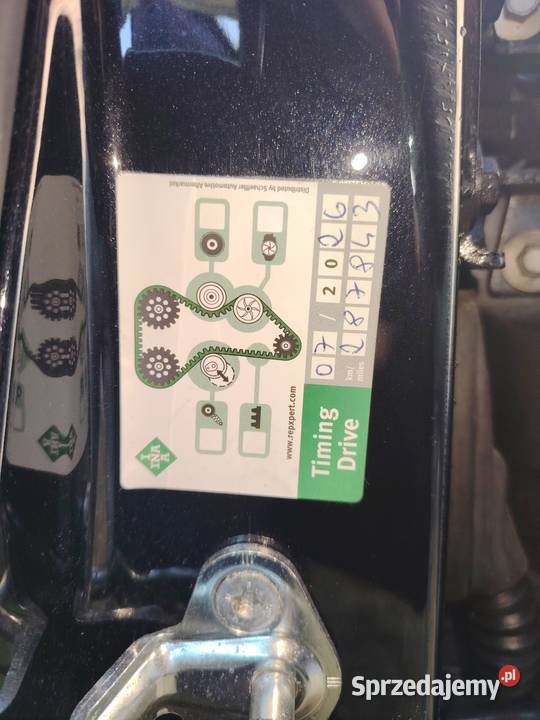 Timing
Drive
07 / 2026
km/
miles
287843
www.repxpert.com
INA
Distributed by Schaeffler Automotive Aftermarket
Sprzedajemy.pl